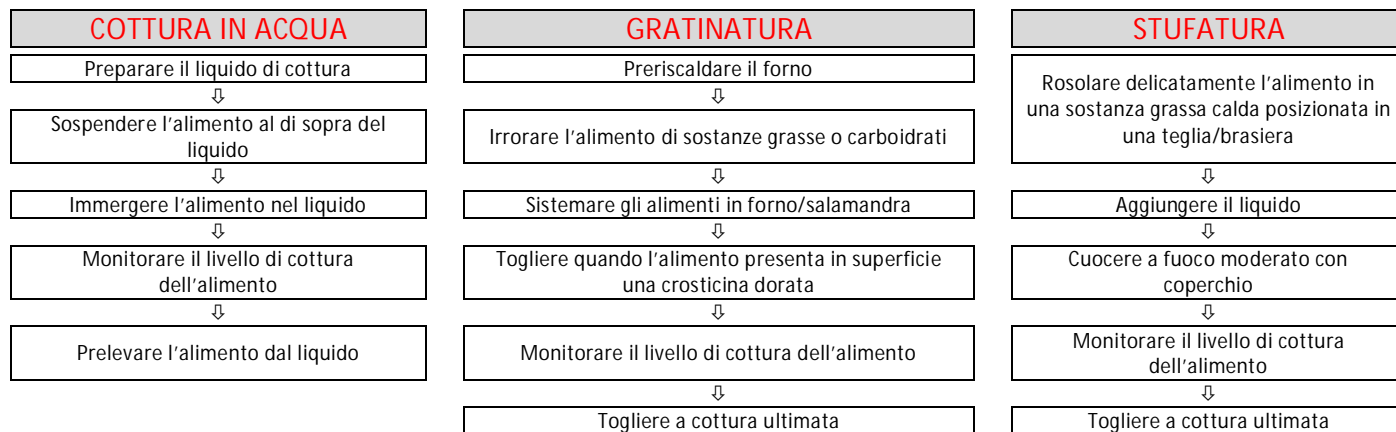 COTTURA IN ACQUA
Preparare il liquido di cottura
⇩
Sospendere l'alimento al di sopra del
liquido
⇩
Immergere l'alimento nel liquido
⇩
Monitorare il livello di cottura
dell'alimento
⇩
Prelevare l'alimento dal liquido
GRATINATURA
Preriscaldare il forno
⇩
Irrorare l'alimento di sostanze grasse o carboidrati
⇩
Sistemare gli alimenti in forno/salamandra
⇩
Togliere quando l'alimento presenta in superficie
una crosticina dorata
⇩
Monitorare il livello di cottura dell'alimento
⇩
Togliere a cottura ultimata
STUFATURA
Rosolare delicatamente l'alimento in
una sostanza grassa calda posizionata in
una teglia/brasiera
⇩
Aggiungere il liquido
⇩
Cuocere a fuoco moderato con
coperchio
⇩
Monitorare il livello di cottura
dell'alimento
⇩
Togliere a cottura ultimata